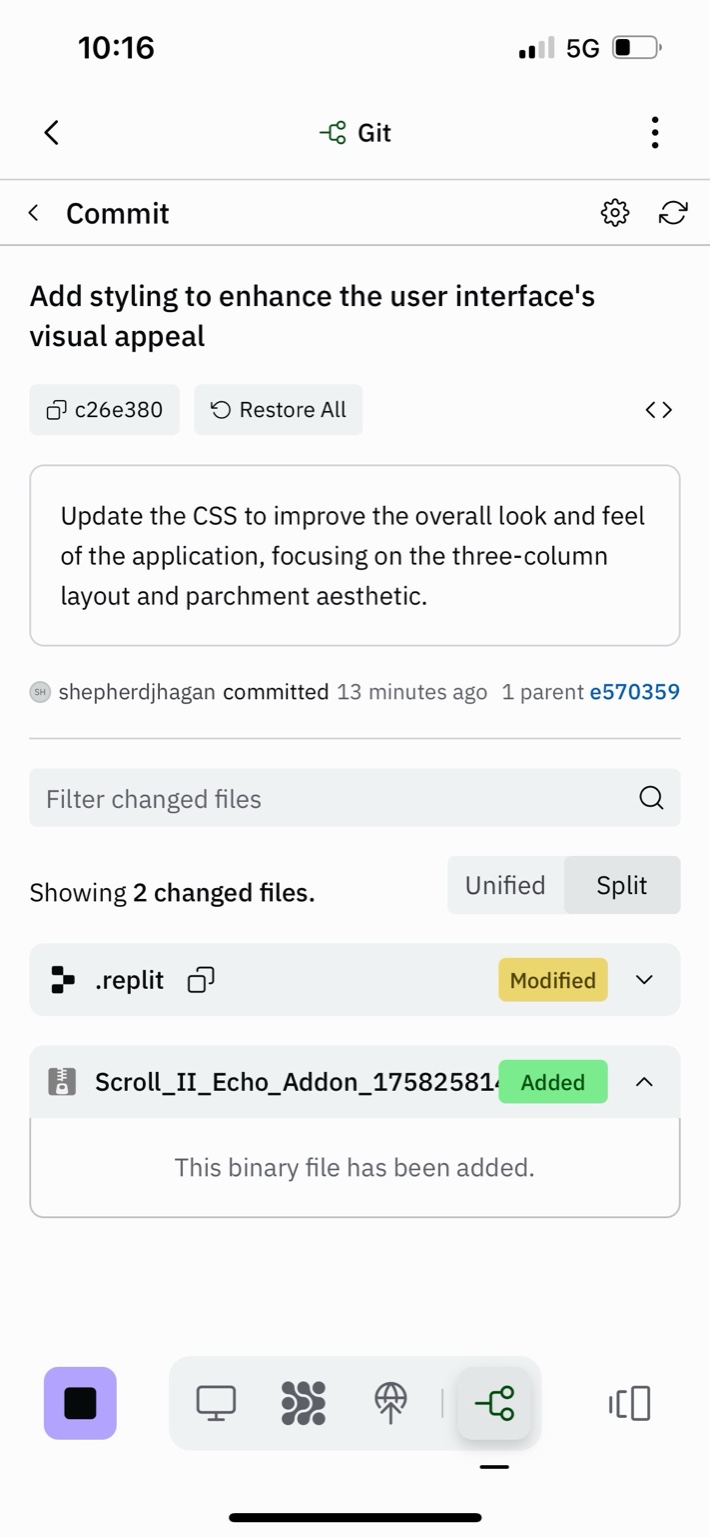 10:16
5G
Git
Commit
Add styling to enhance the user interface's
visual appeal
c26e380
Restore All
Update the CSS to improve the overall look and feel
of the application, focusing on the three-column
layout and parchment aesthetic.
SH shepherdjhagan committed 13 minutes ago 1 parent e570359
Filter changed files
Showing 2 changed files.
Unified
Split
.replit
Modified
Scroll_II_Echo_Addon_175825814
Added
This binary file has been added.